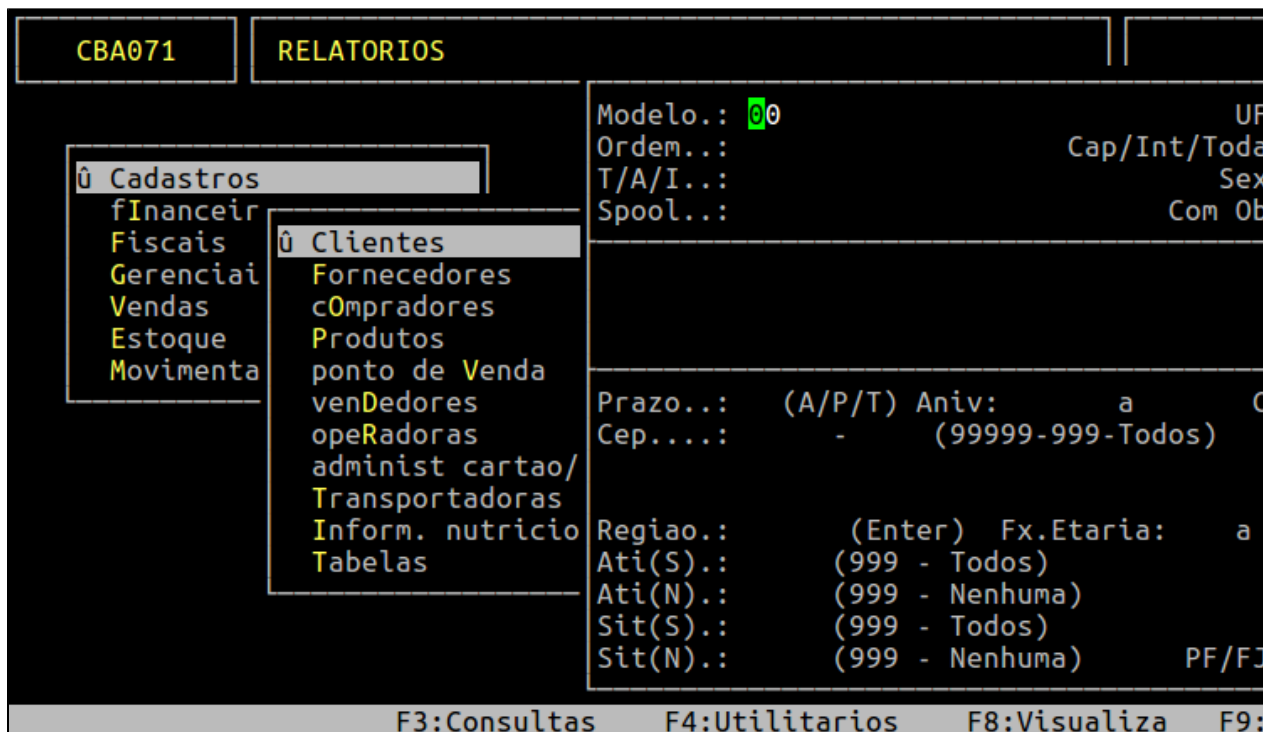 CBA071 RELATORIOS
Modelo.: 00 UF
Ordem..: Cap/Int/Toda
û Cadastros T/A/I..: Sex
fInanceir Spool..: Com Ob
Fiscais û Clientes
Gerenciai Fornecedores
Vendas cOmpradores
Estoque Produtos
Movimenta ponto de Venda
venDedores Prazo..: (A/P/T) Aniv: a C
opeRadoras Cep....: - (99999-999-Todos)
administ cartao/
Transportadoras
Inform. nutricio Regiao.: (Enter) Fx.Etaria: a
Tabelas Ati(S).: (999 - Todos)
Ati(N).: (999 - Nenhuma)
Sit(S).: (999 - Todos)
Sit(N).: (999 - Nenhuma) PF/FJ
F3:Consultas F4:Utilitarios F8:Visualiza F9: